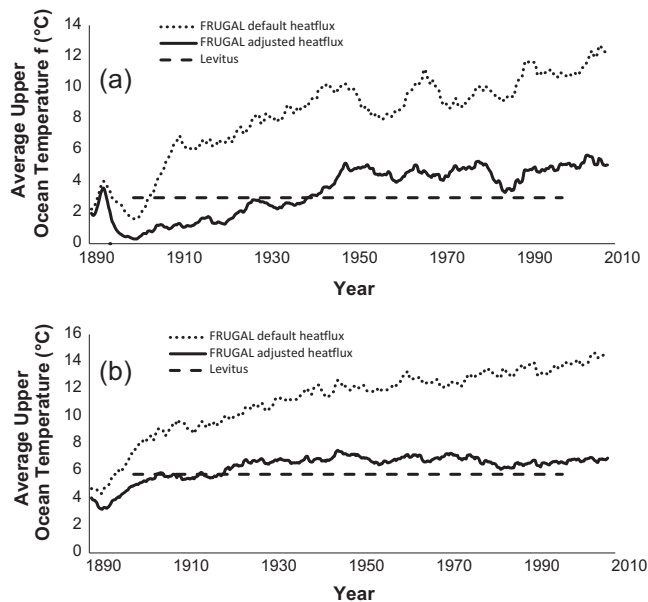 14
12
10
8
6
4
2
0
Average Upper
Ocean Temperature f (°C)
(a)
FRUGAL default heatflux
FRUGAL adjusted heatflux
Levitus
1890 1910 1930 1950 1970 1990 2010
Year
16
14
12
10
8
6
4
2
0
Average Upper
Ocean Temperature (°C)
(b)
FRUGAL default heatflux
FRUGAL adjusted heatflux
Levitus
1890 1910 1930 1950 1970 1990 2010
Year